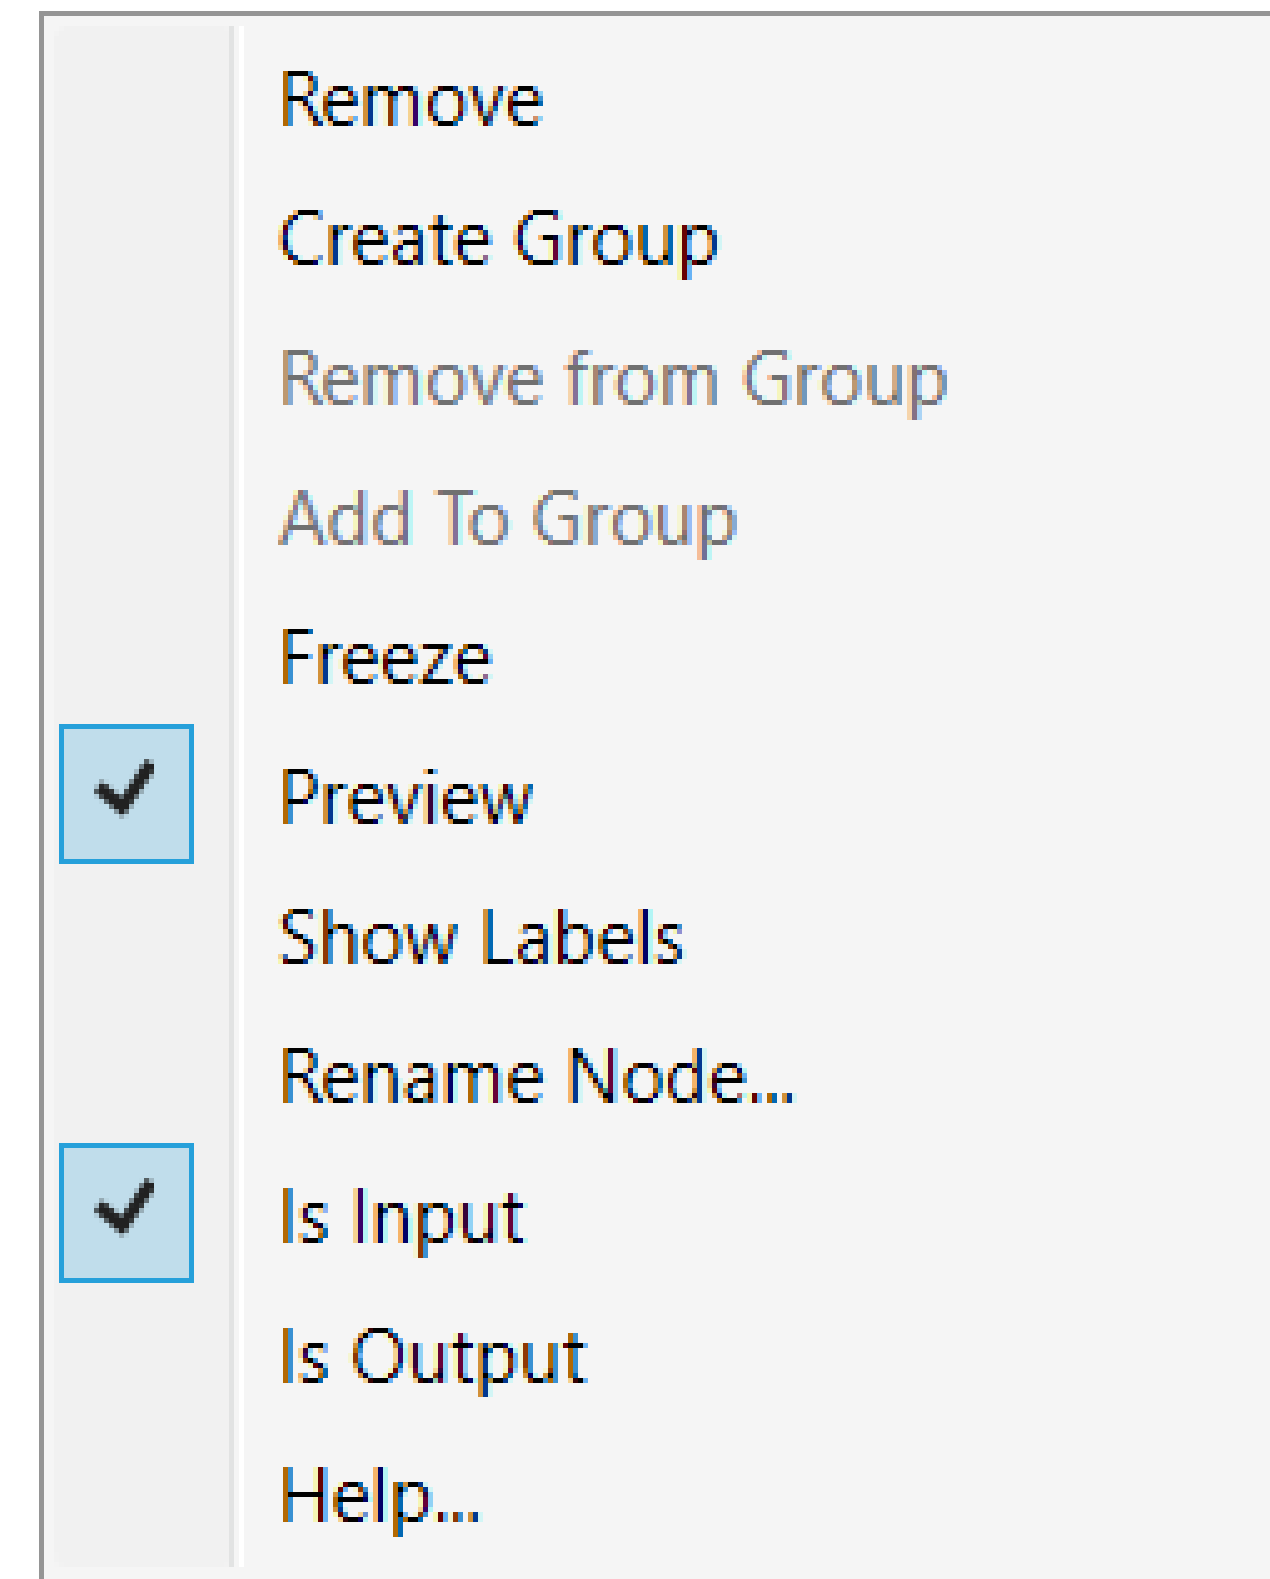 Remove
Create Group
Remove from Group
Add To Group
Freeze
Preview
Show Labels
Rename Node...
Is Input
Is Output
Help...